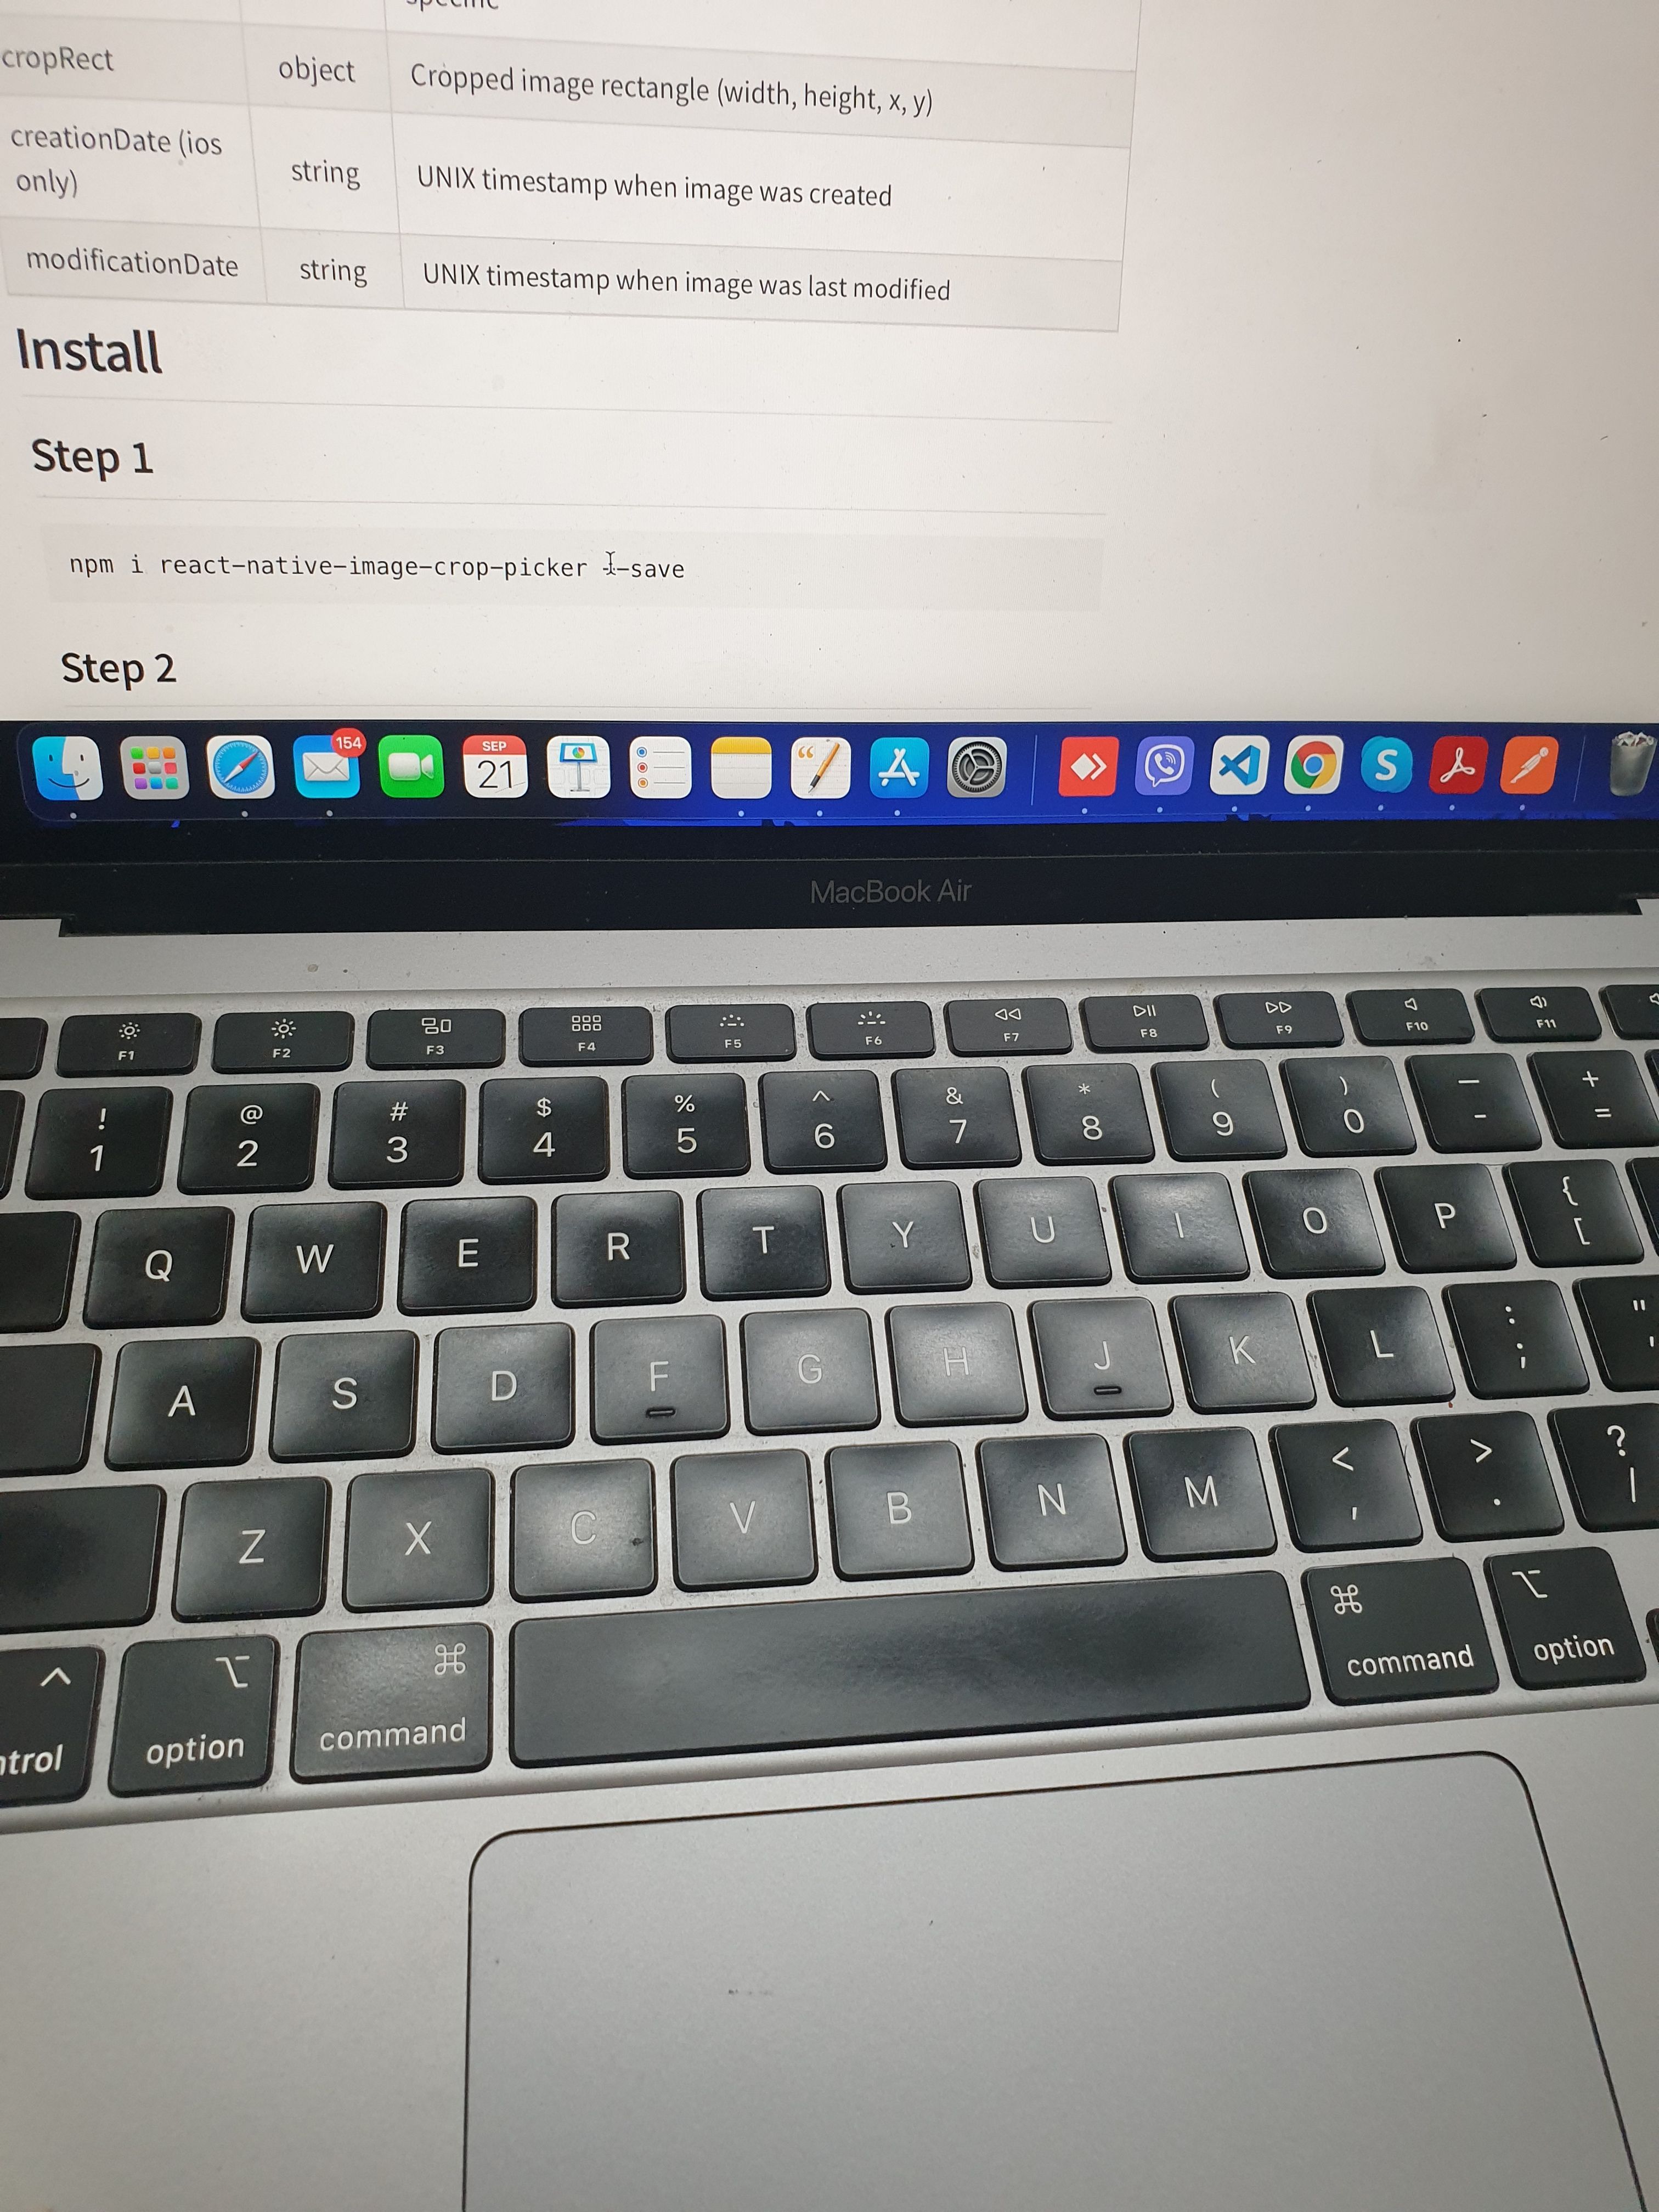 specific
cropRect object Cropped image rectangle (width, height, x, y)
creationDate (ios
only) string UNIX timestamp when image was created
modificationDate string UNIX timestamp when image was last modified
Install
Step 1
npm i react-native-image-crop-picker --save
Step 2
154
SEP
21
S
MacBook Air
F1 F2 F3 F4 F5 F6 F7 F8 F9 F10 F11
! @ # $ % ^ & * ( ) — +
1 2 3 4 5 6 7 8 9 0 - =
{
Q W E R T Y U I O P [
: "
A S D F G H J K L ; '
< > ?
Z X C V B N M , . /
^ ⌥ ⌘ ⌘ ⌥
ntrol option command command option